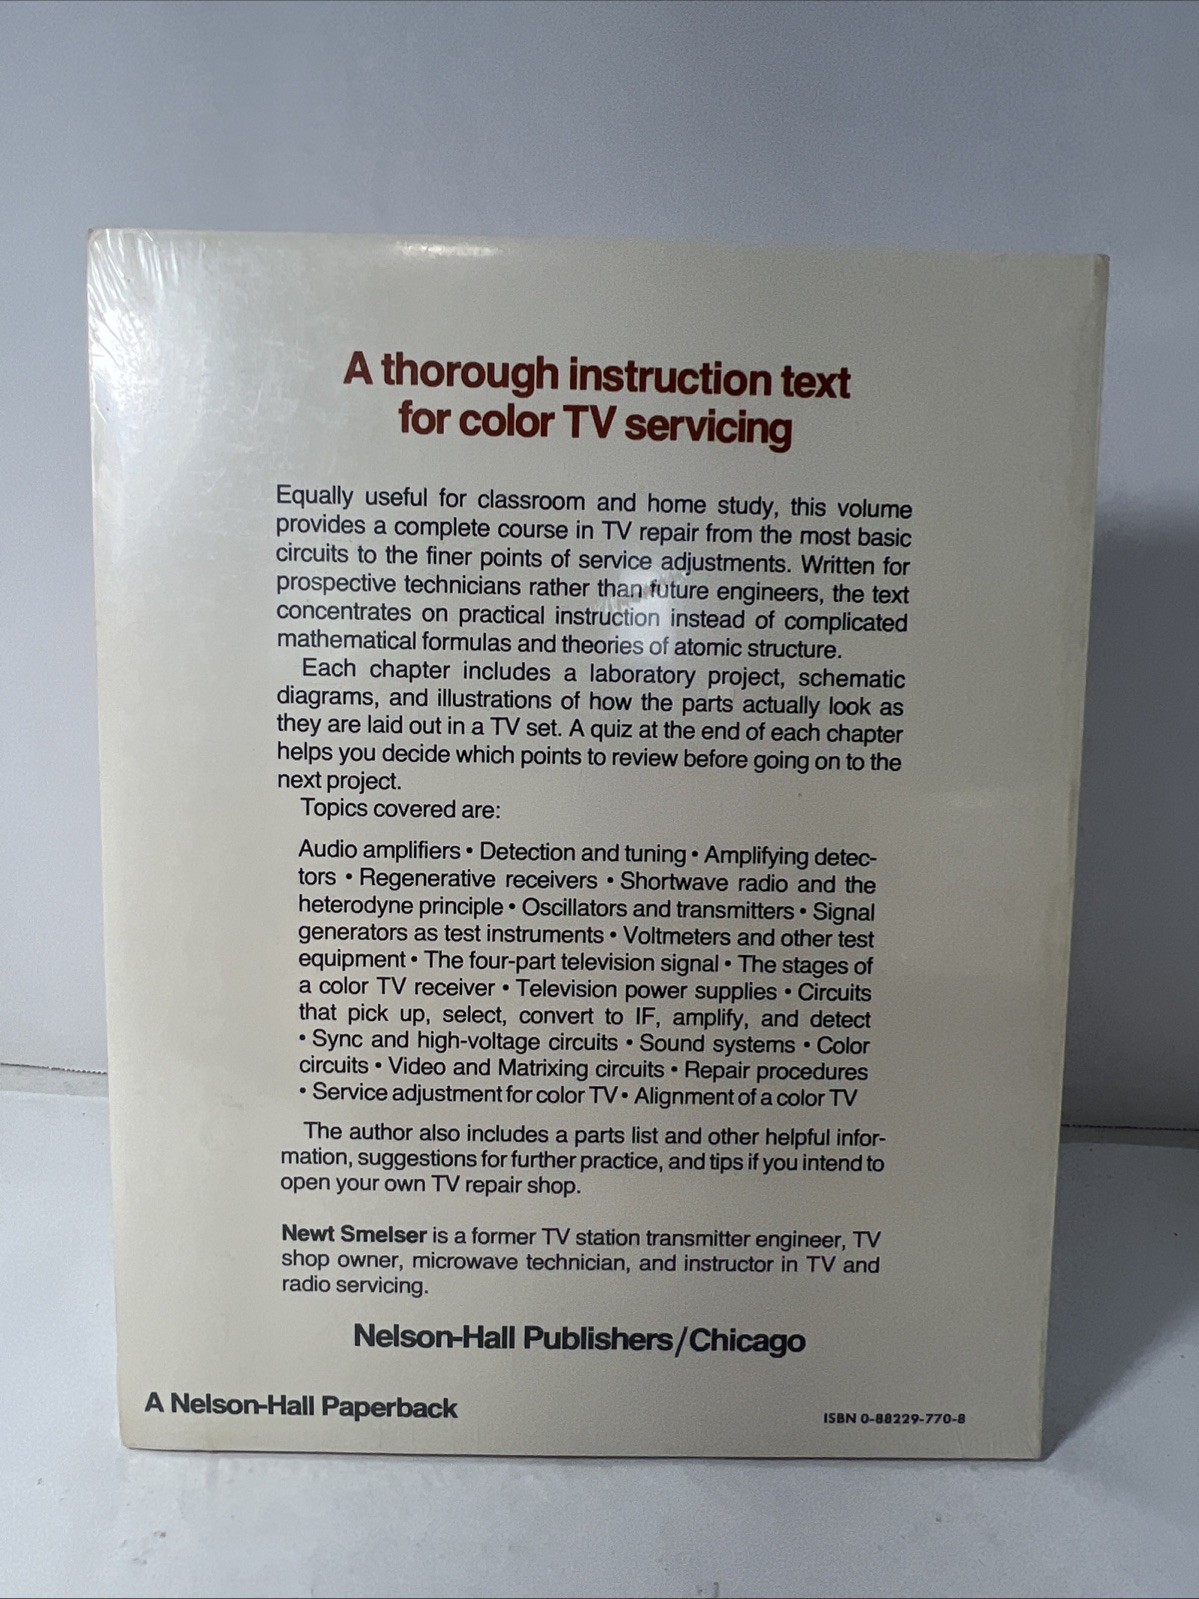 A thorough instruction text
for color TV servicing
Equally useful for classroom and home study, this volume
provides a complete course in TV repair from the most basic
circuits to the finer points of service adjustments. Written for
prospective technicians rather than future engineers, the text
concentrates on practical instruction instead of complicated
mathematical formulas and theories of atomic structure.
Each chapter includes a laboratory project, schematic
diagrams, and illustrations of how the parts actually look as
they are laid out in a TV set. A quiz at the end of each chapter
helps you decide which points to review before going on to the
next project.
Topics covered are:
Audio amplifiers • Detection and tuning • Amplifying detec-
tors • Regenerative receivers • Shortwave radio and the
heterodyne principle • Oscillators and transmitters • Signal
generators as test instruments • Voltmeters and other test
equipment • The four-part television signal • The stages of
a color TV receiver • Television power supplies • Circuits
that pick up, select, convert to IF, amplify, and detect
• Sync and high-voltage circuits • Sound systems • Color
circuits • Video and Matrixing circuits • Repair procedures
• Service adjustment for color TV • Alignment of a color TV
The author also includes a parts list and other helpful infor-
mation, suggestions for further practice, and tips if you intend to
open your own TV repair shop.
Newt Smelser is a former TV station transmitter engineer, TV
shop owner, microwave technician, and instructor in TV and
radio servicing.
Nelson-Hall Publishers/Chicago
A Nelson-Hall Paperback
ISBN 0-88229-770-8